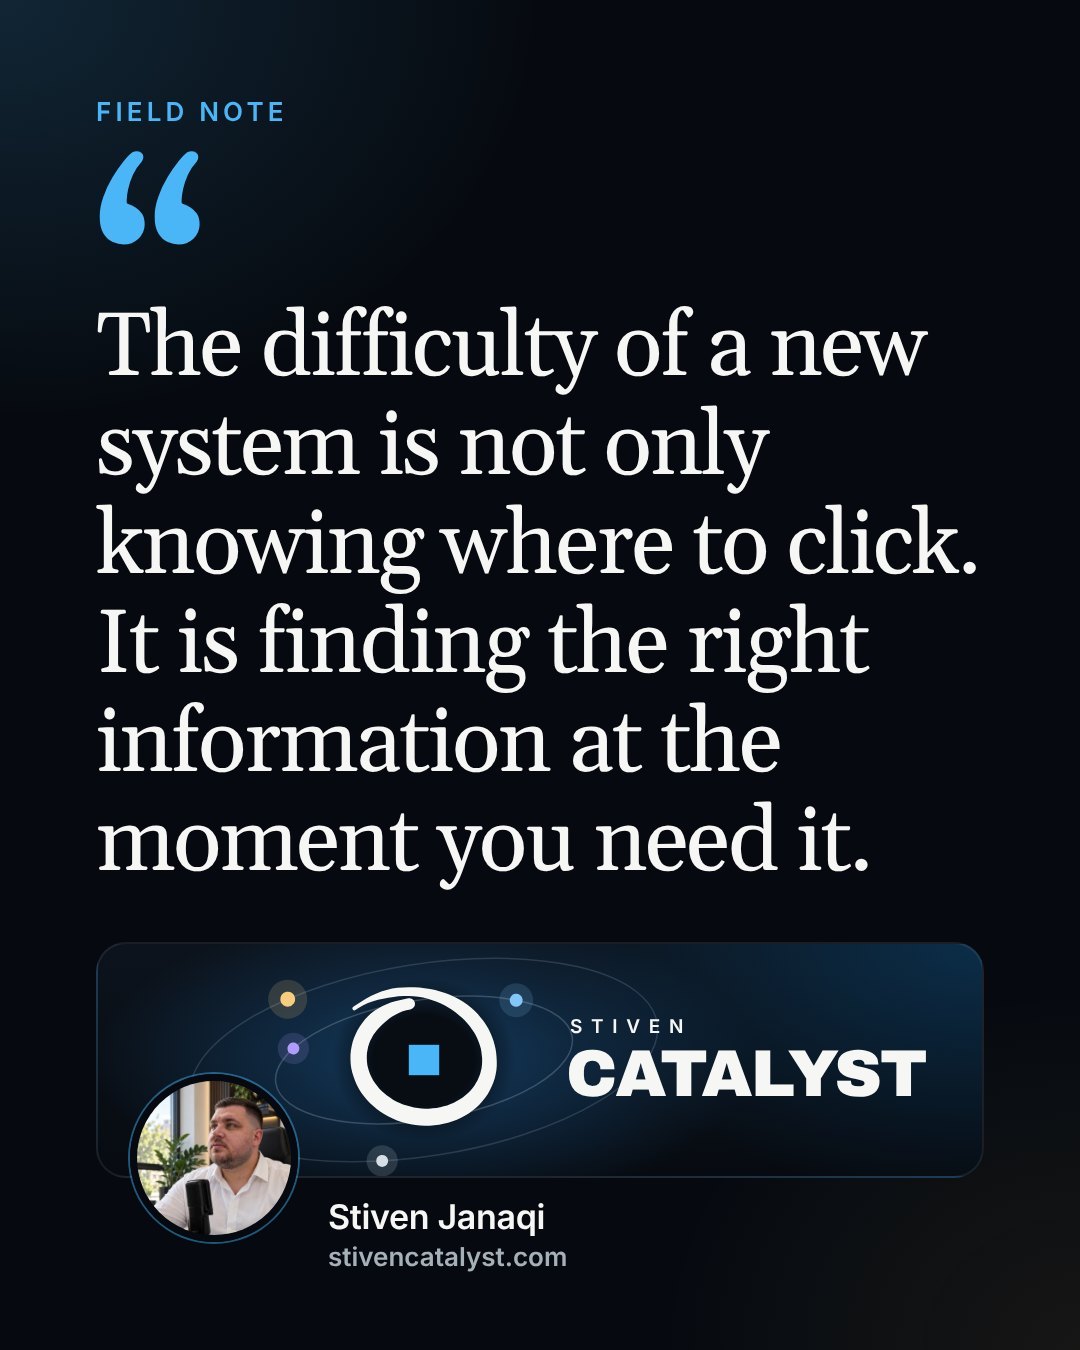 FIELD NOTE
“
The difficulty of a new
system is not only
knowing where to click.
It is finding the right
information at the
moment you need it.
STIVEN
CATALYST
Stiven Janaqi
stivencatalyst.com